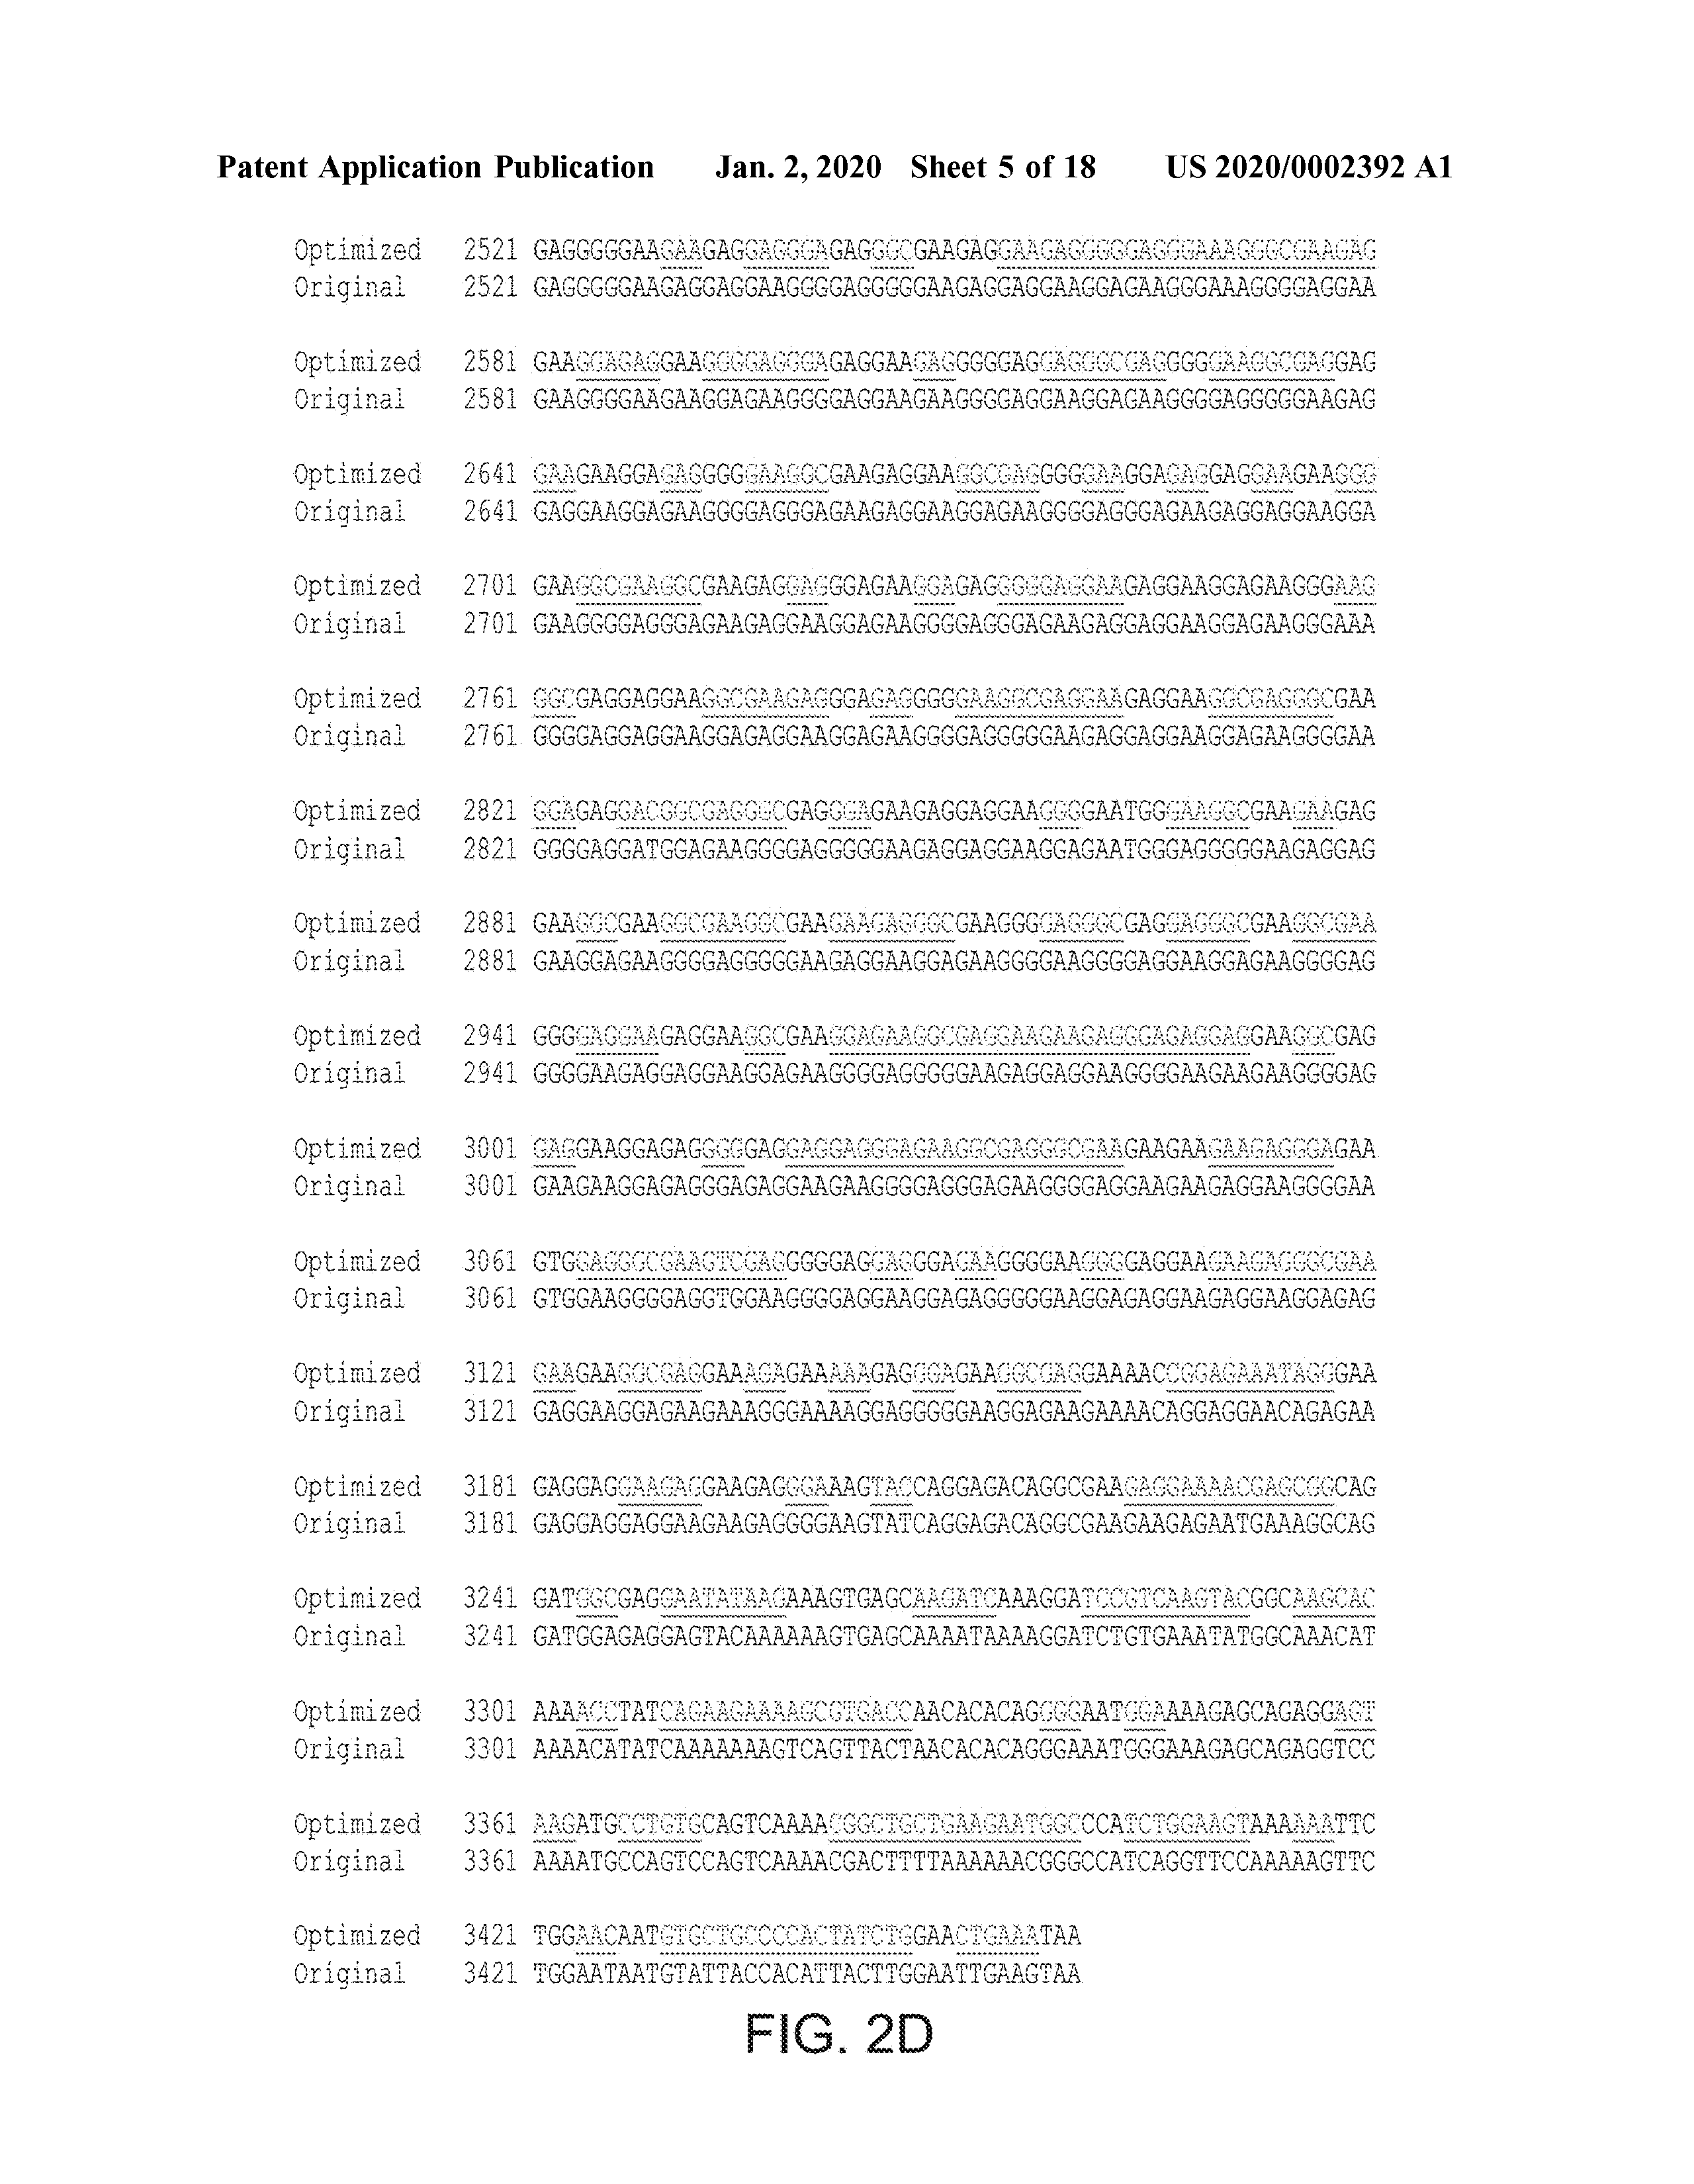 Patent Application Publication Jan. 2, 2020 Sheet 5 of 18 US 2020/0002392 A1
Optimized 2521 GAGGGGGAAGAAGAGGAGGGAGAGGGCGAAGAGGAAGAGGGGGAGGGAAAGGGCGAAGAG
Original 2521 GAGGGGGAAGAGGAGGAAGGGGAGGGGGAAGAGGAGGAAGGAGAAGGGAAAGGGGAGGAA
Optimized 2581 GAAGGAGAGGAAGGGGAGGGAGAGGAAGAGGGGGAGGAGGGCGAGGGGGAAGGCGAGGAG
Original 2581 GAAGGGGAAGAAGGAGAAGGGGAGGAAGAAGGGGAGGAAGGAGAAGGGGAGGGGGAAGAG
Optimized 2641 GAAGAAGGAGAGGGGGAAGGCGAAGAGGAAGGCGAGGGGGAAGGAGAGGAGGAAGAAGGG
Original 2641 GAGGAAGGAGAAGGGGAGGGAGAAGAGGAAGGAGAAGGGGAGGGAGAAGAGGAGGAAGGA
Optimized 2701 GAAGGCGAAGGCGAAGAGGAGGGAGAAGGAGAGGGGGAGGAAGAGGAAGGAGAAGGGAAG
Original 2701 GAAGGGGAGGGAGAAGAGGAAGGAGAAGGGGAGGGAGAAGAGGAGGAAGGAGAAGGGAAA
Optimized 2761 GGCGAGGAGGAAGGCGAAGAGGGAGAGGGGGAAGGCGAGGAAGAGGAAGGCGAGGGCGAA
Original 2761 GGGGAGGAGGAAGGAGAGGAAGGAGAAGGGGAGGGGGAAGAGGAGGAAGGAGAAGGGGAA
Optimized 2821 GGAGAGGACGGCGAGGGCGAGGGAGAAGAGGAGGAAGGGGAATGGGAAGGCGAAGAAGAG
Original 2821 GGGGAGGATGGAGAAGGGGAGGGGGAAGAGGAGGAAGGAGAATGGGAGGGGGAAGAGGAG
Optimized 2881 GAAGGCGAAGGCGAAGGCGAAGAAGAGGGCGAAGGGGAGGGCGAGGAGGGCGAAGGCGAA
Original 2881 GAAGGAGAAGGGGAGGGGGAAGAGGAAGGAGAAGGGGAAGGGGAGGAAGGAGAAGGGGAG
Optimized 2941 GGGGAGGAAGAGGAAGGCGAAGGAGAAGGCGAGGAAGAAGAGGGAGAGGAGGAAGGCGAG
Original 2941 GGGGAAGAGGAGGAAGGAGAAGGGGAGGGGGAAGAGGAGGAAGGGGAAGAAGAAGGGGAG
Optimized 3001 GAGGAAGGAGAGGGGGAGGAGGAGGGAGAAGGCGAGGGCGAAGAAGAAGAAGAGGGAGAA
Original 3001 GAAGAAGGAGAGGGAGAGGAAGAAGGGGAGGGAGAAGGGGAGGAAGAAGAGGAAGGGGAA
Optimized 3061 GTGGAGGGCGAAGTCGAGGGGGAGGAGGGAGAAGGGGAAGGGGAGGAAGAAGAGGGCGAA
Original 3061 GTGGAAGGGGAGGTGGAAGGGGAGGAAGGAGAGGGGGAAGGAGAGGAAGAGGAAGGAGAG
Optimized 3121 GAAGAAGGCGAGGAAAGAGAAAAAGAGGGAGAAGGCGAGGAAAACCGGAGAAATAGGGAA
Original 3121 GAGGAAGGAGAAGAAAGGGAAAAGGAGGGGGAAGGAGAAGAAAACAGGAGGAACAGAGAA
Optimized 3181 GAGGAGGAAGAGGAAGAGGGAAAGTACCAGGAGACAGGCGAAGAGGAAAACGAGCGGCAG
Original 3181 GAGGAGGAGGAAGAAGAGGGGAAGTATCAGGAGACAGGCGAAGAAGAGAATGAAAGGCAG
Optimized 3241 GATGGCGAGGAATATAAGAAAGTGAGCAAGATCAAAGGATCCGTCAAGTACGGCAAGCAC
Original 3241 GATGGAGAGGAGTACAAAAAAGTGAGCAAAATAAAAGGATCTGTGAAATATGGCAAACAT
Optimized 3301 AAAACCTATCAGAAGAAAAGCGTGACCAACACACAGGGGAATGGAAAAGAGCAGAGGAGT
Original 3301 AAAACATATCAAAAAAAGTCAGTTACTAACACACAGGGAAATGGGAAAGAGCAGAGGTCC
Optimized 3361 AAGATGCCTGTGCAGTCAAAACGGCTGCTGAAGAATGGCCCATCTGGAAGTAAAAAATTC
Original 3361 AAAATGCCAGTCCAGTCAAAACGACTTTTAAAAAACGGGCCATCAGGTTCCAAAAAGTTC
Optimized 3421 TGGAACAATGTGCTGCCCCACTATCTGGAACTGAAATAA
Original 3421 TGGAATAATGTATTACCACATTACTTGGAATTGAAGTAA
FIG. 2D